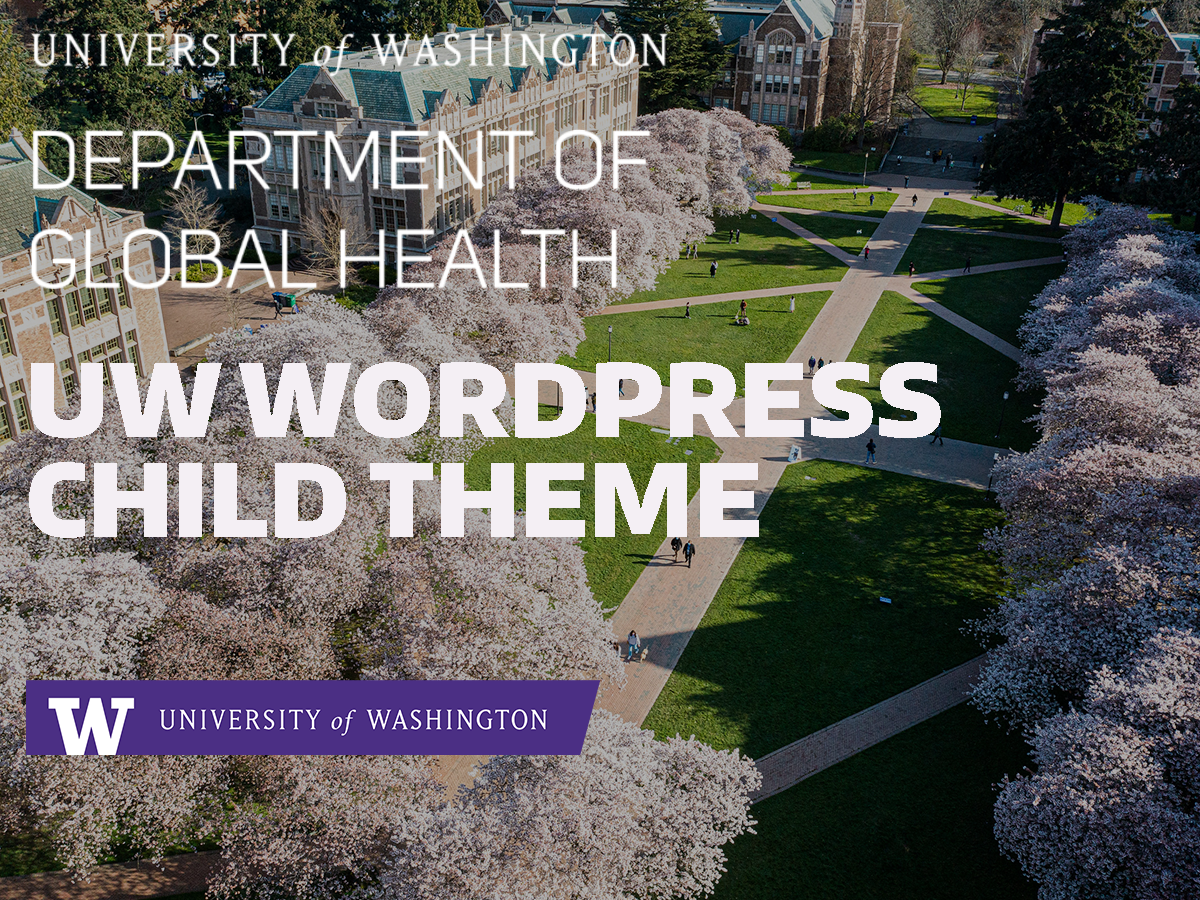 UNIVERSITY of WASHINGTON
DEPARTMENT OF
GLOBAL HEALTH
UW WORDPRESS
CHILD THEME
W UNIVERSITY of WASHINGTON